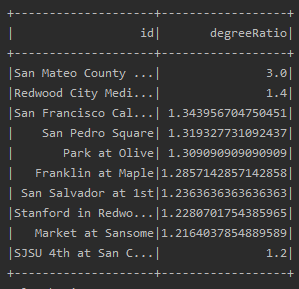 +--------------------+------------------+
|                  id|       degreeRatio|
+--------------------+------------------+
|San Mateo County ...|               3.0|
|Redwood City Medi...|               1.4|
|San Francisco Cal...| 1.343956704750451|
|    San Pedro Square| 1.319327731092437|
|       Park at Olive| 1.309090909090909|
|   Franklin at Maple|1.2857142857142858|
| San Salvador at 1st|1.2363636363636363|
|Stanford in Redwo...|1.2280701754385965|
|   Market at Sansome|1.2164037854889589|
|SJSU 4th at San C...|               1.2|
+--------------------+------------------+